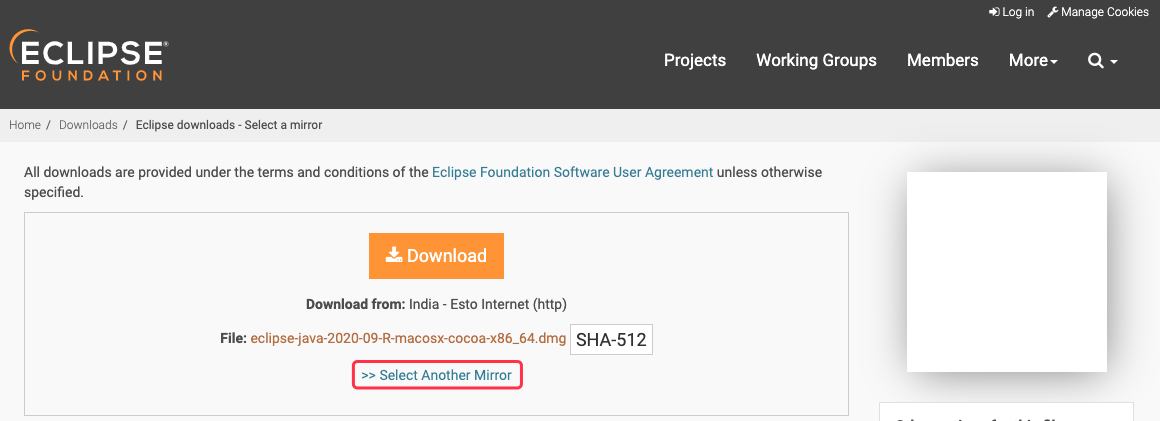 Log in Manage Cookies
ECLIPSE®
FOUNDATION
Projects Working Groups Members More
Home / Downloads / Eclipse downloads - Select a mirror
All downloads are provided under the terms and conditions of the Eclipse Foundation Software User Agreement unless otherwise
specified.
Download
Download from: India - Esto Internet (http)
File: eclipse-java-2020-09-R-macosx-cocoa-x86_64.dmg SHA-512
>> Select Another Mirror